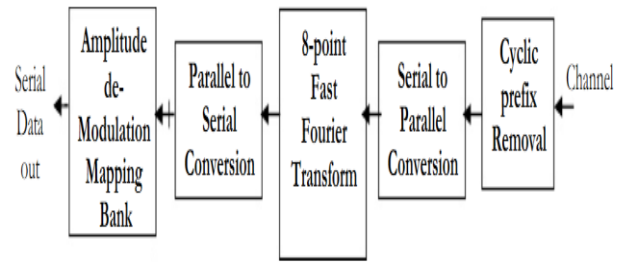 Serial
Data
out
Amplitude
de-
Modulation
Mapping
Bank
Parallel to
Serial
Conversion
8-point
Fast
Fourier
Transform
Serial to
Parallel
Conversion
Cyclic
prefix
Removal
Channel